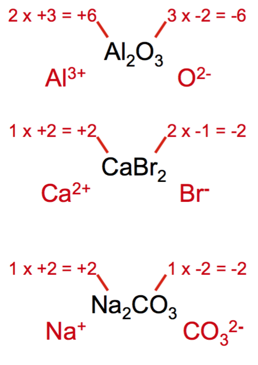 2 x +3 = +6 3 x -2 = -6
Al₂O₃
Al³⁺ O²⁻
1 x +2 = +2 2 x -1 = -2
CaBr₂
Ca²⁺ Br⁻
1 x +2 = +2 1 x -2 = -2
Na₂CO₃
Na⁺ CO₃²⁻